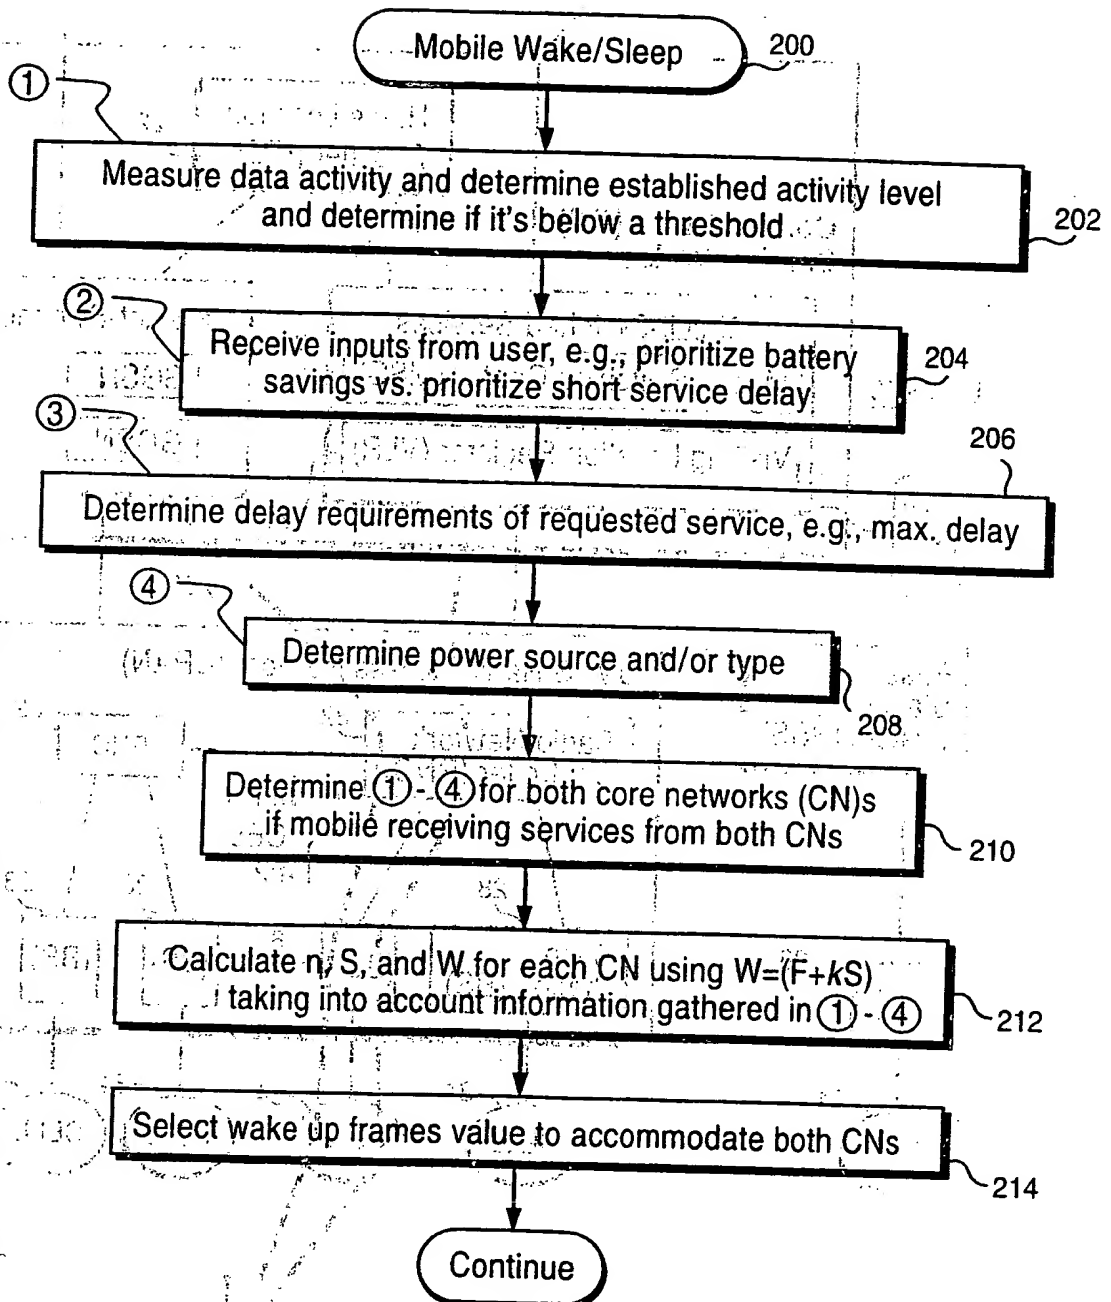 Mobile Wake/Sleep
200
①
Measure data activity and determine established activity level
and determine if it's below a threshold
202
②
Receive inputs from user, e.g., prioritize battery
savings vs. prioritize short service delay
204
③
206
Determine delay requirements of requested service, e.g., max. delay
④
Determine power source and/or type
208
Determine ①-④ for both core networks (CN)s
if mobile receiving services from both CNs
210
Calculate n, S, and W for each CN using W=(F+kS)
taking into account information gathered in ①-④
212
Select wake up frames value to accommodate both CNs
214
Continue